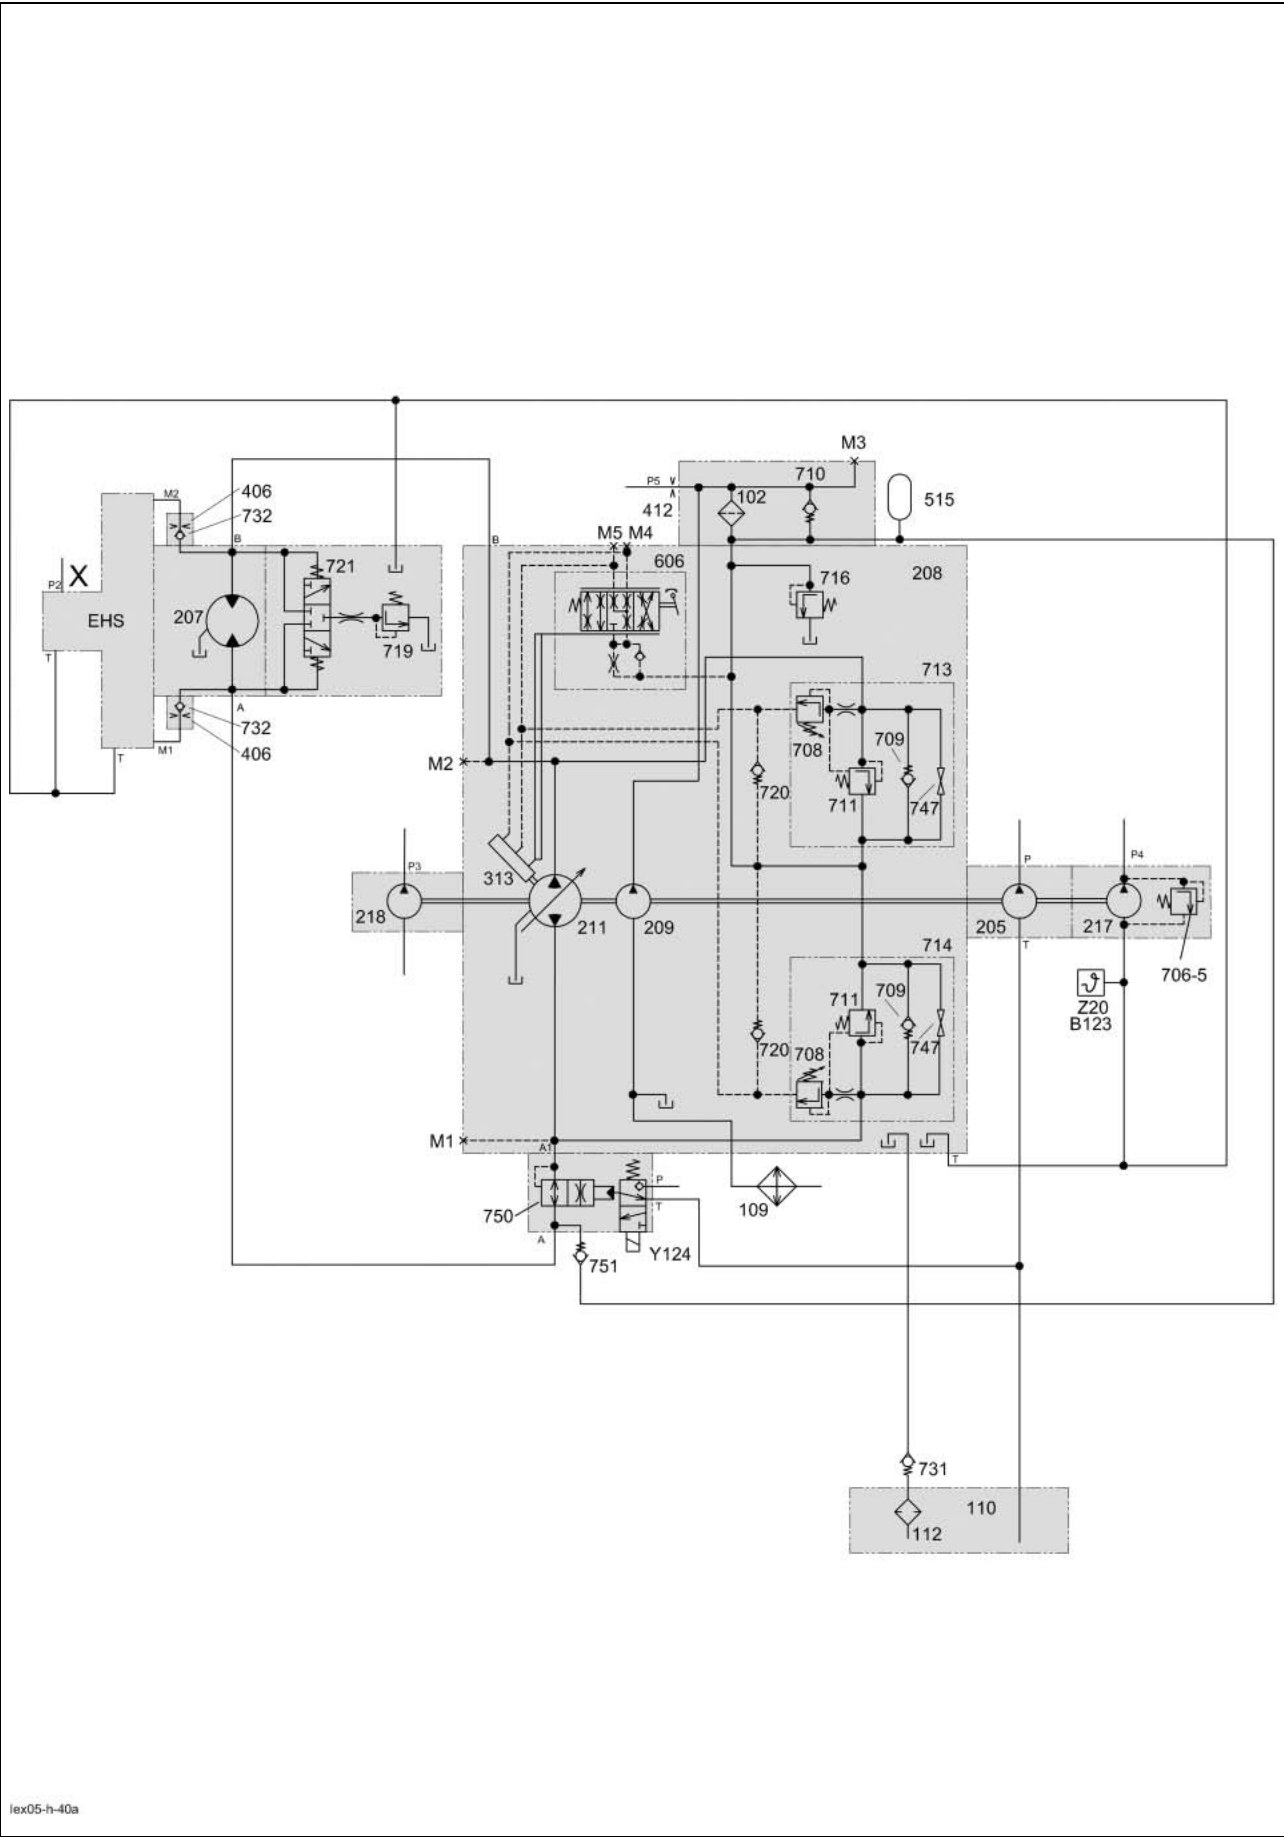 M3
710
P5
102
412
515
M2
406
732
M5 M4
B
B
606
721
716
208
P2
X
EHS
207
T
719
713
A
732
M1
406
T
708
709
M2
720
711
747
P3
P
P4
313
218
211
209
205
217
T
714
706-5
711
709
Z20
B123
720
708
747
M1
A1
T
P
T
109
750
A
Y124
751
731
110
112
lex05-h-40a